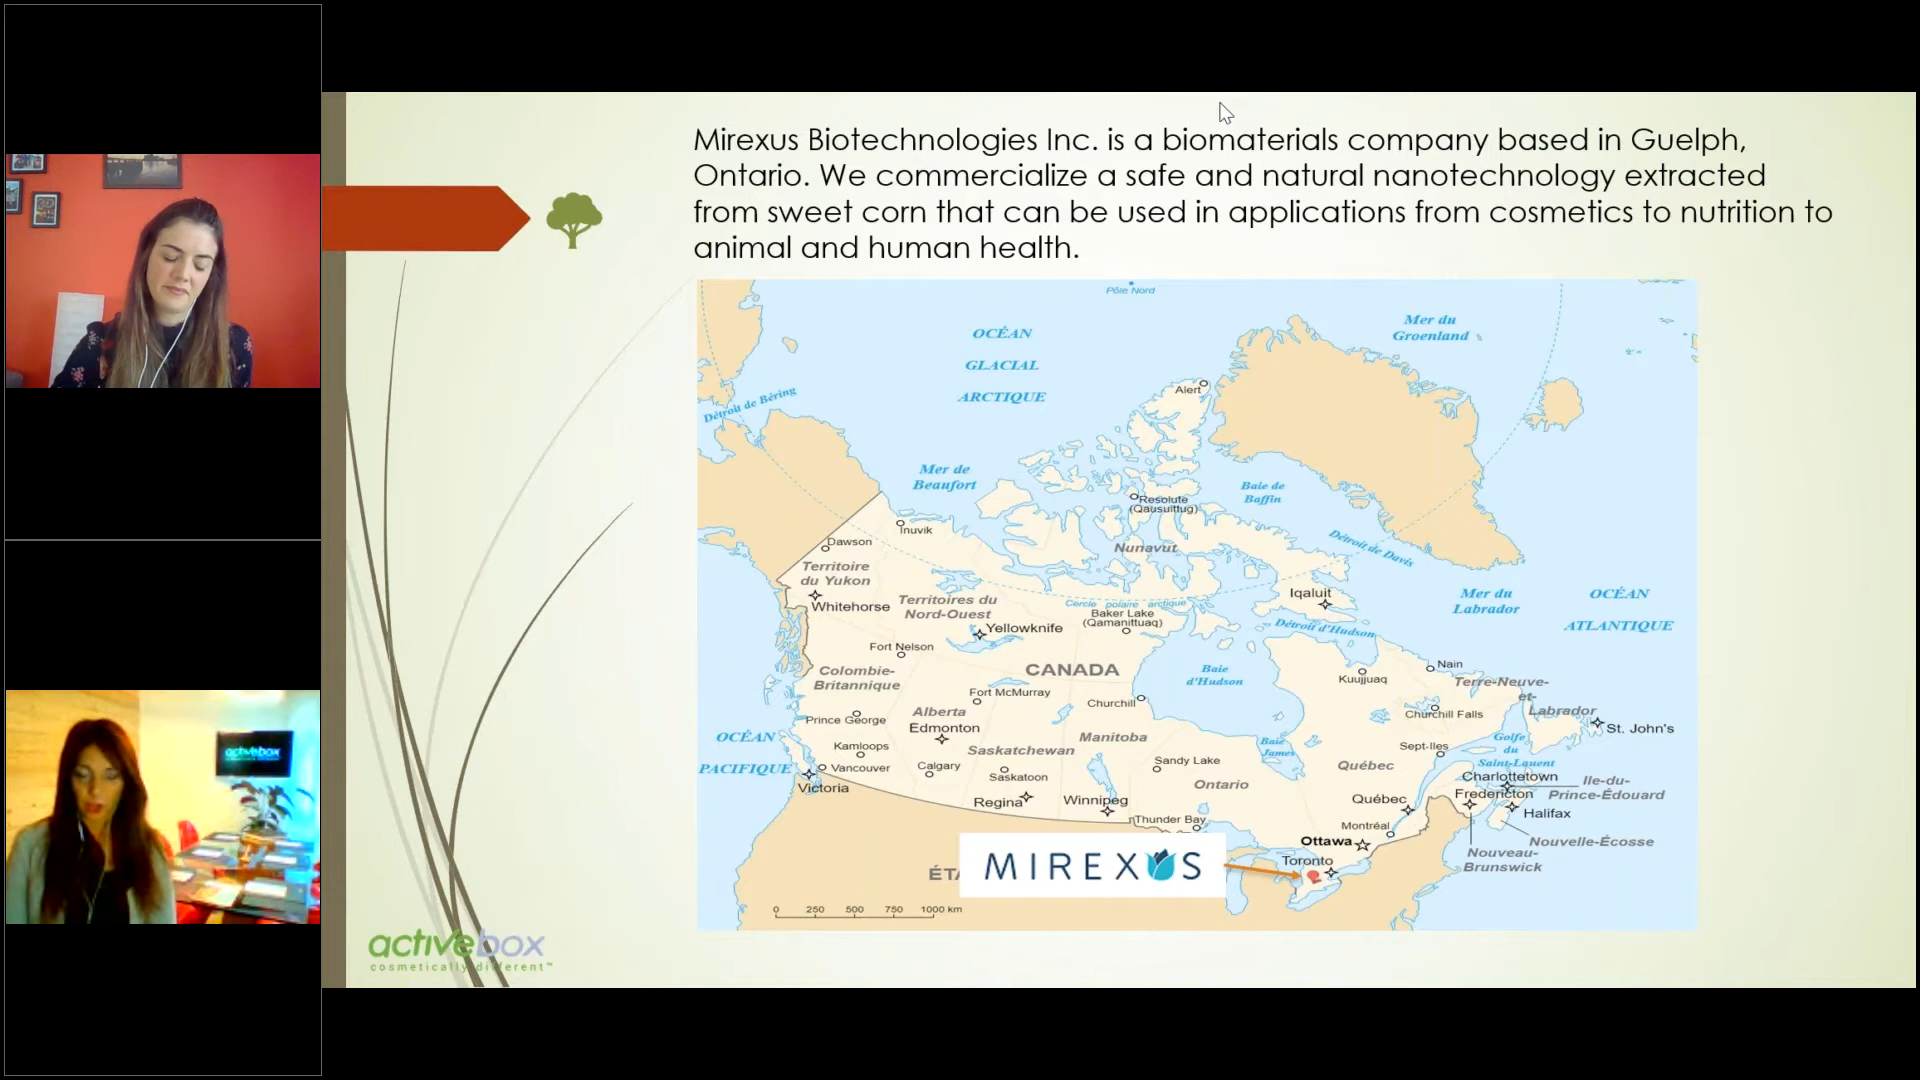 Mirexus Biotechnologies Inc. is a biomaterials company based in Guelph,
Ontario. We commercialize a safe and natural nanotechnology extracted
from sweet corn that can be used in applications from cosmetics to nutrition to
animal and human health.
Pôle Nord
OCÉAN
GLACIAL
ARCTIQUE
Mer du
Groenland
Détroit de Béring
Alert
Mer de
Beaufort
Baie de
Baffin
Resolute
(Qausuittug)
Inuvik
Dawson
Nunavut
Détroit de Davis
Territoire
du Yukon
Whitehorse
Territoires du
Nord-Ouest
Yellowknife
Cercle polaire arctique
Baker Lake
(Qamanittuaq)
Iqaluit
Mer du
Labrador
OCÉAN
ATLANTIQUE
Détroit d'Hudson
Fort Nelson
Colombie-
Britannique
CANADA
Baie
d'Hudson
Kuujjuaq
Nain
Terre-Neuve-
et-
Labrador
Fort McMurray
Churchill
Churchill Falls
Prince George
Alberta
Edmonton
St. John's
OCÉAN
PACIFIQUE
Kamloops
Vancouver
Victoria
Calgary
Saskatchewan
Saskatoon
Regina
Manitoba
Winnipeg
Sandy Lake
Ontario
Thunder Bay
Baie
James
Québec
Sept-Iles
Golfe
du
Saint-Lauent
Charlottetown
Ile-du-
Prince-Édouard
Fredericton
Halifax
Québec
Montréal
Ottawa
Toronto
Nouvelle-Écosse
Nouveau-
Brunswick
ÉTA
MIREXUS
0 250 500 750 1000 km
activebox
activebox
cosmetically different™